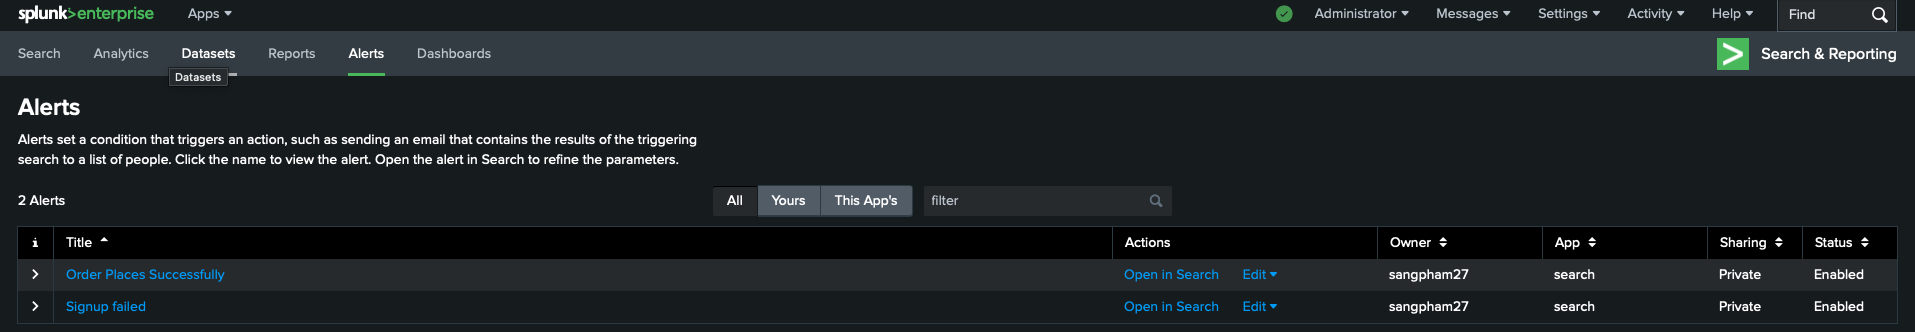 splunk>enterprise Apps Administrator Messages Settings Activity Help Find
Search Analytics Datasets Reports Alerts Dashboards Search & Reporting
Datasets
Alerts
Alerts set a condition that triggers an action, such as sending an email that contains the results of the triggering
search to a list of people. Click the name to view the alert. Open the alert in Search to refine the parameters.
2 Alerts All Yours This App's filter
i Title Actions Owner App Sharing Status
Order Places Successfully Open in Search Edit sangpham27 search Private Enabled
Signup failed Open in Search Edit sangpham27 search Private Enabled